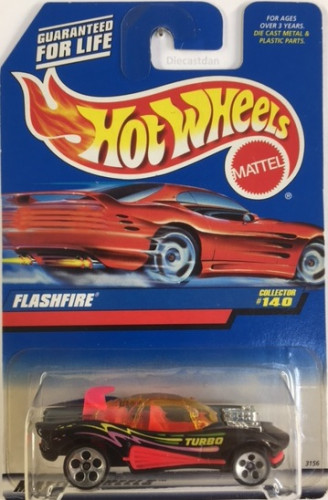 GUARANTEED
FOR LIFE
Diecastdan
FOR AGES
OVER 3 YEARS.
DIE CAST METAL &
PLASTIC PARTS.
HOT WHEELS
MATTEL
®
FLASHFIRE®
COLLECTOR
#140
TURBO